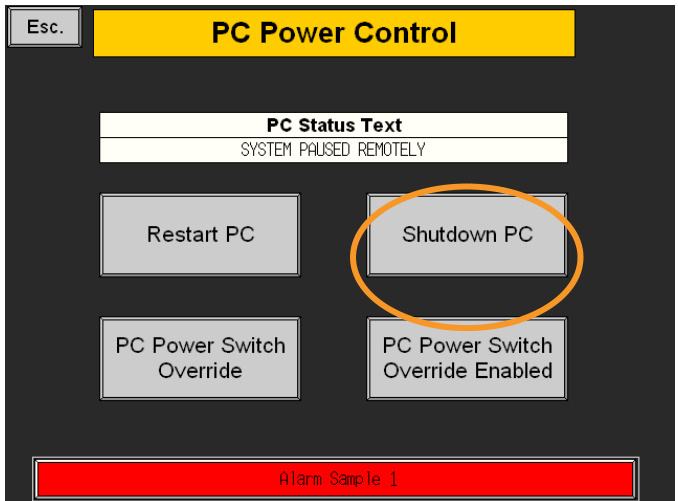 Esc.
PC Power Control
PC Status Text
SYSTEM PAUSED REMOTELY
Restart PC
Shutdown PC
PC Power Switch
Override
PC Power Switch
Override Enabled
Alarm Sample 1